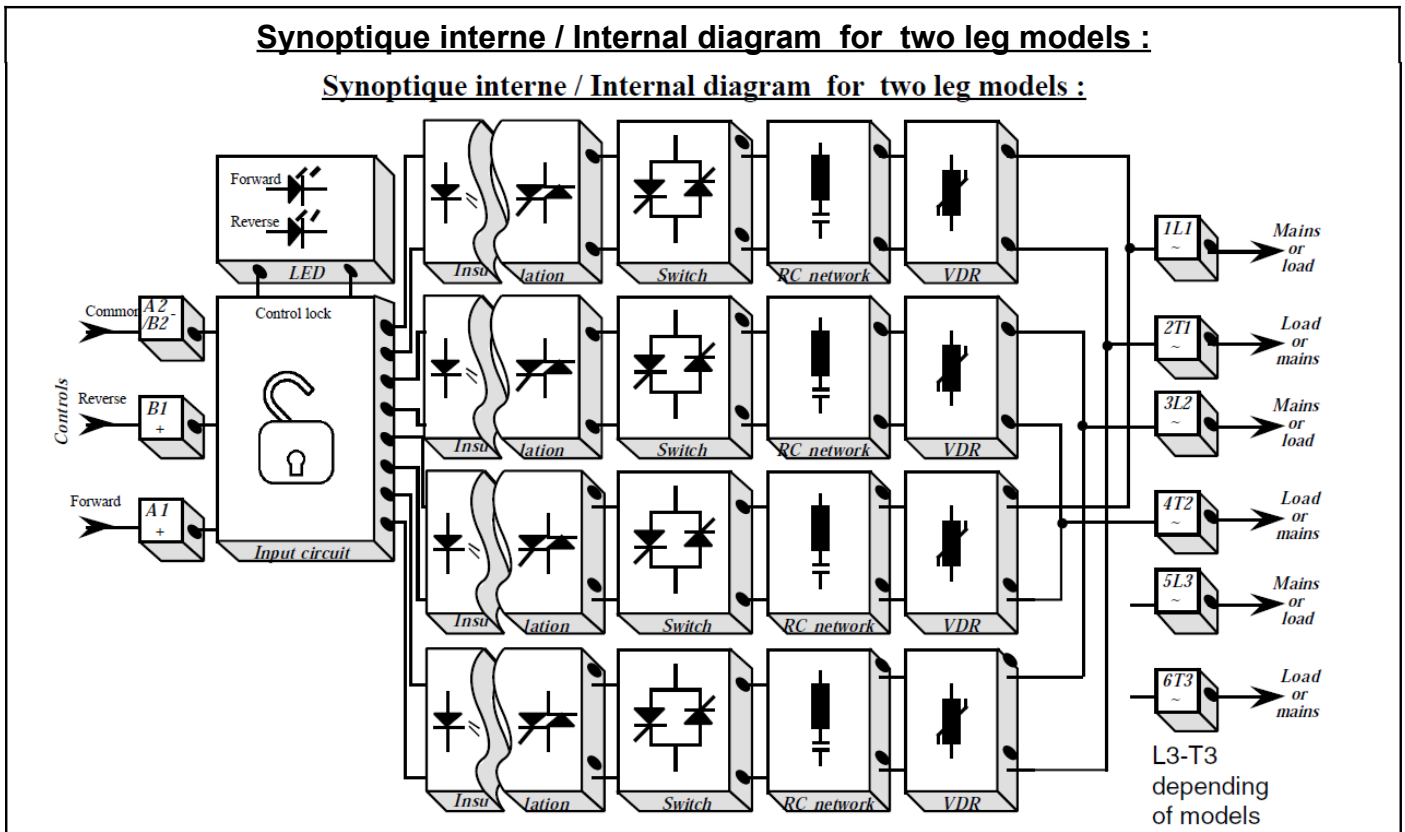 Synoptique interne / Internal diagram for two leg models :
Synoptique interne / Internal diagram for two leg models :
Forward
Reverse
LED
Control lock
Input circuit
Controls
Common
A2 -
/B2
Reverse
B1
+
Forward
A1
+
Insu lation
Switch
RC network
VDR
Insu lation
Switch
RC network
VDR
Insu lation
Switch
RC network
VDR
Insu lation
Switch
RC network
VDR
1L1
~
Mains
or
load
2T1
~
Load
or
mains
3L2
~
Mains
or
load
4T2
~
Load
or
mains
5L3
~
Mains
or
load
6T3
~
Load
or
mains
L3-T3
depending
of models